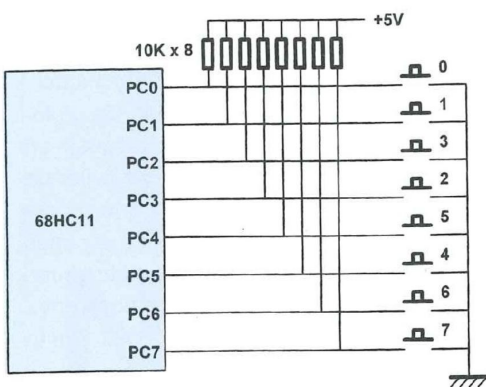 +5V
10K x 8
PC0 0
PC1 1
PC2 3
PC3 2
68HC11
PC4 5
PC5 4
PC6 6
PC7 7